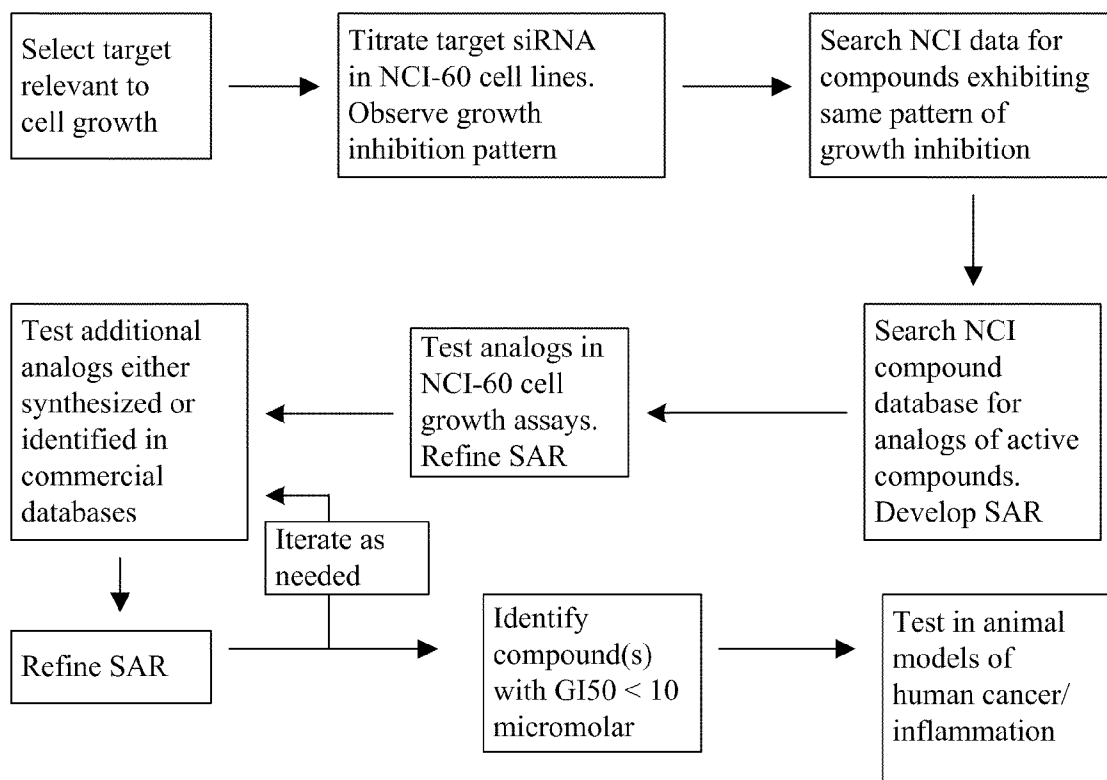 Select target
relevant to
cell growth
Titrate target siRNA
in NCI-60 cell lines.
Observe growth
inhibition pattern
Search NCI data for
compounds exhibiting
same pattern of
growth inhibition
Search NCI
compound
database for
analogs of active
compounds.
Develop SAR
Test analogs in
NCI-60 cell
growth assays.
Refine SAR
Test additional
analogs either
synthesized or
identified in
commercial
databases
Refine SAR
Iterate as
needed
Identify
compound(s)
with GI50 < 10
micromolar
Test in animal
models of
human cancer/
inflammation